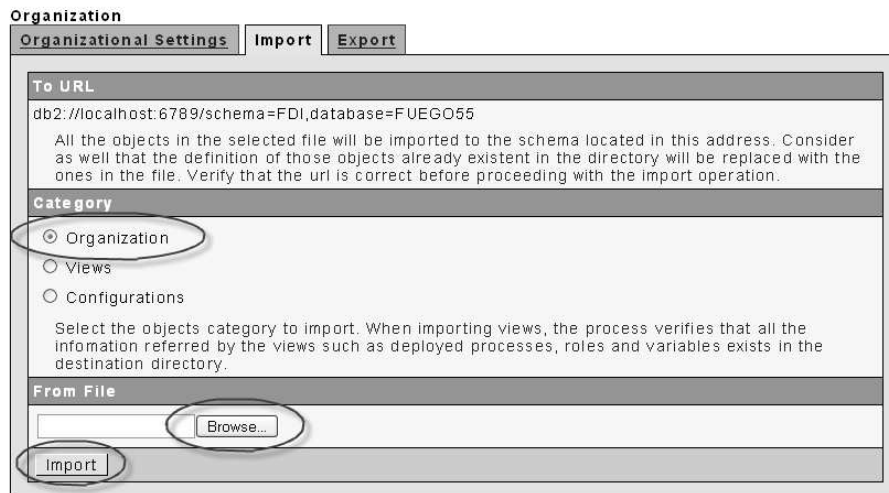 Organization
Organizational Settings Import Export
To URL
db2://localhost:6789/schema=FDI,database=FUEGO55
All the objects in the selected file will be imported to the schema located in this address. Consider
as well that the definition of those objects already existent in the directory will be replaced with the
ones in the file. Verify that the url is correct before proceeding with the import operation.
Category
Organization
Views
Configurations
Select the objects category to import. When importing views, the process verifies that all the
infomation referred by the views such as deployed processes, roles and variables exists in the
destination directory.
From File
Browse...
Import